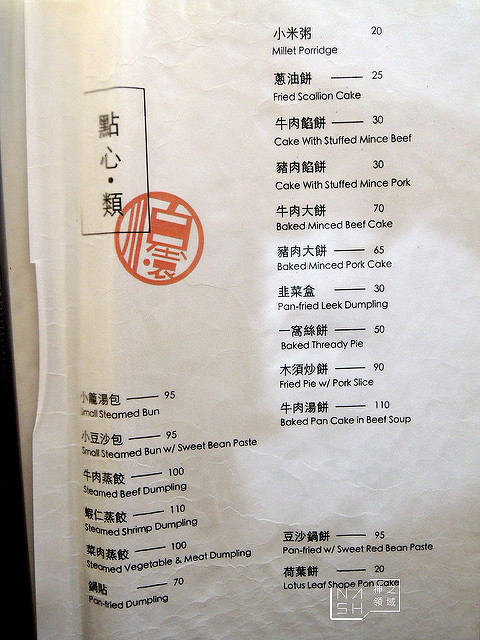 點心・類
小米粥 20
Millet Porridge
蔥油餅 25
Fried Scallion Cake
牛肉餡餅 30
Cake With Stuffed Mince Beef
豬肉餡餅 30
Cake With Stuffed Mince Pork
牛肉大餅 70
Baked Minced Beef Cake
豬肉大餅 65
Baked Minced Pork Cake
韭菜盒 30
Pan-fried Leek Dumpling
一窩絲餅 50
Baked Thready Pie
木須炒餅 90
Fried Pie w/ Pork Slice
牛肉湯餅 110
Baked Pan Cake in Beef Soup
小籠湯包 95
Small Steamed Bun
小豆沙包 95
Small Steamed Bun w/ Sweet Bean Paste
牛肉蒸餃 100
Steamed Beef Dumpling
蝦仁蒸餃 110
Steamed Shrimp Dumpling
菜肉蒸餃 100
Steamed Vegetable & Meat Dumpling
鍋貼 70
Pan-fried Dumpling
豆沙鍋餅 95
Pan-fried w/ Sweet Red Bean Paste
荷葉餅 20
Lotus Leaf Shape Pan Cake
NASH 神之領域